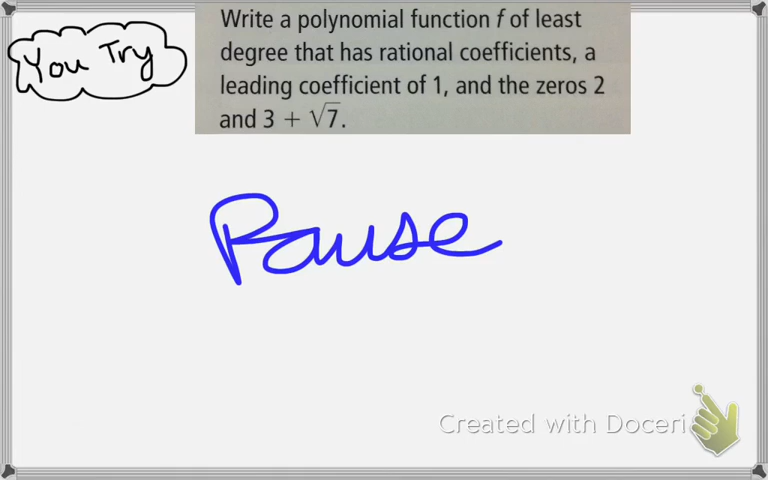 You Try
Write a polynomial function f of least
degree that has rational coefficients, a
leading coefficient of 1, and the zeros 2
and 3 + √7.
Pause
Created with Doceri